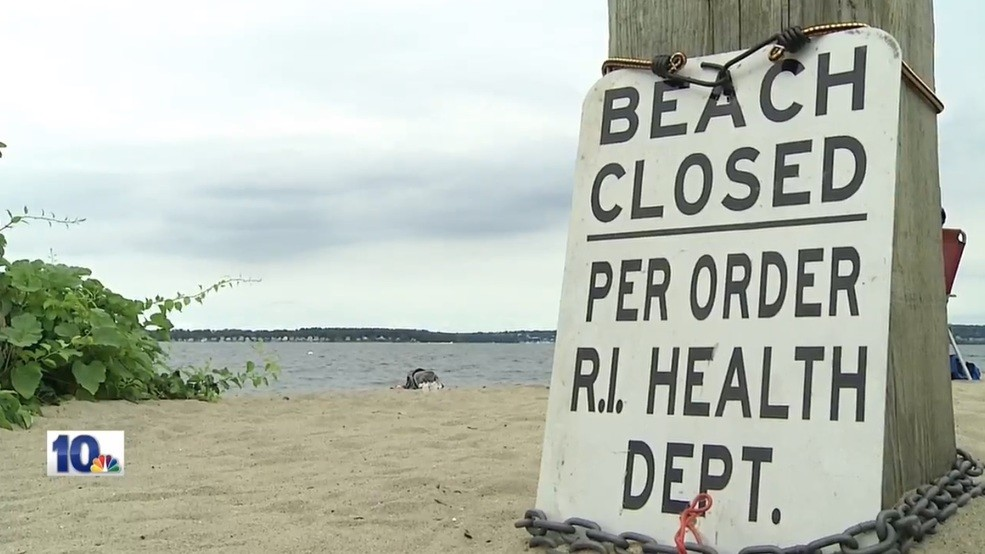 BEACH
CLOSED
PER ORDER
R.I. HEALTH
DEPT.
10